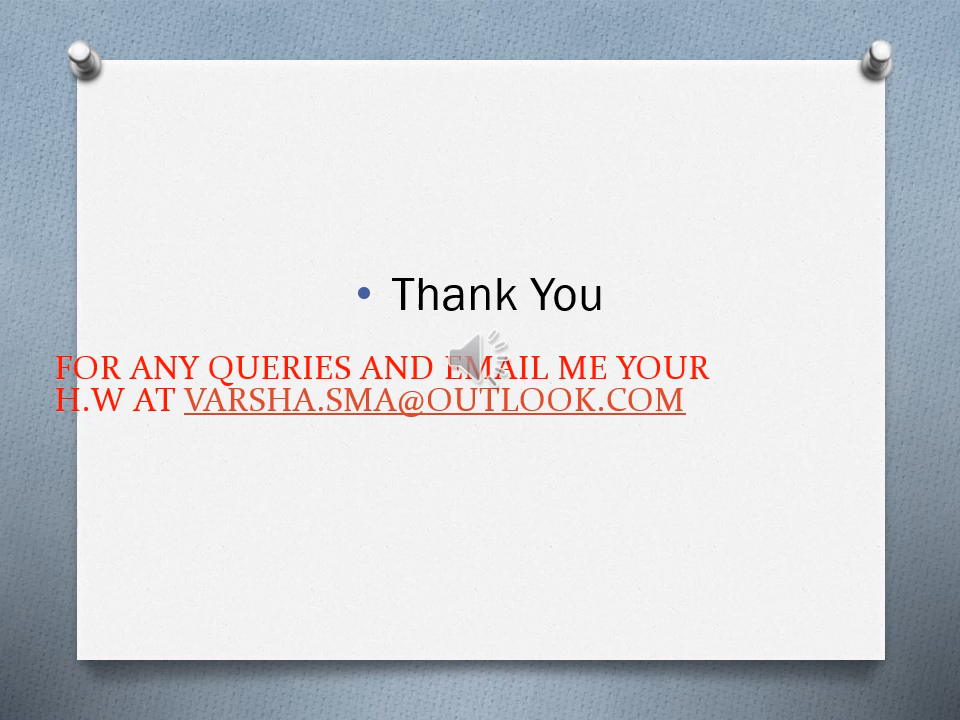 • Thank You
FOR ANY QUERIES AND EMAIL ME YOUR
H.W AT VARSHA.SMA@OUTLOOK.COM